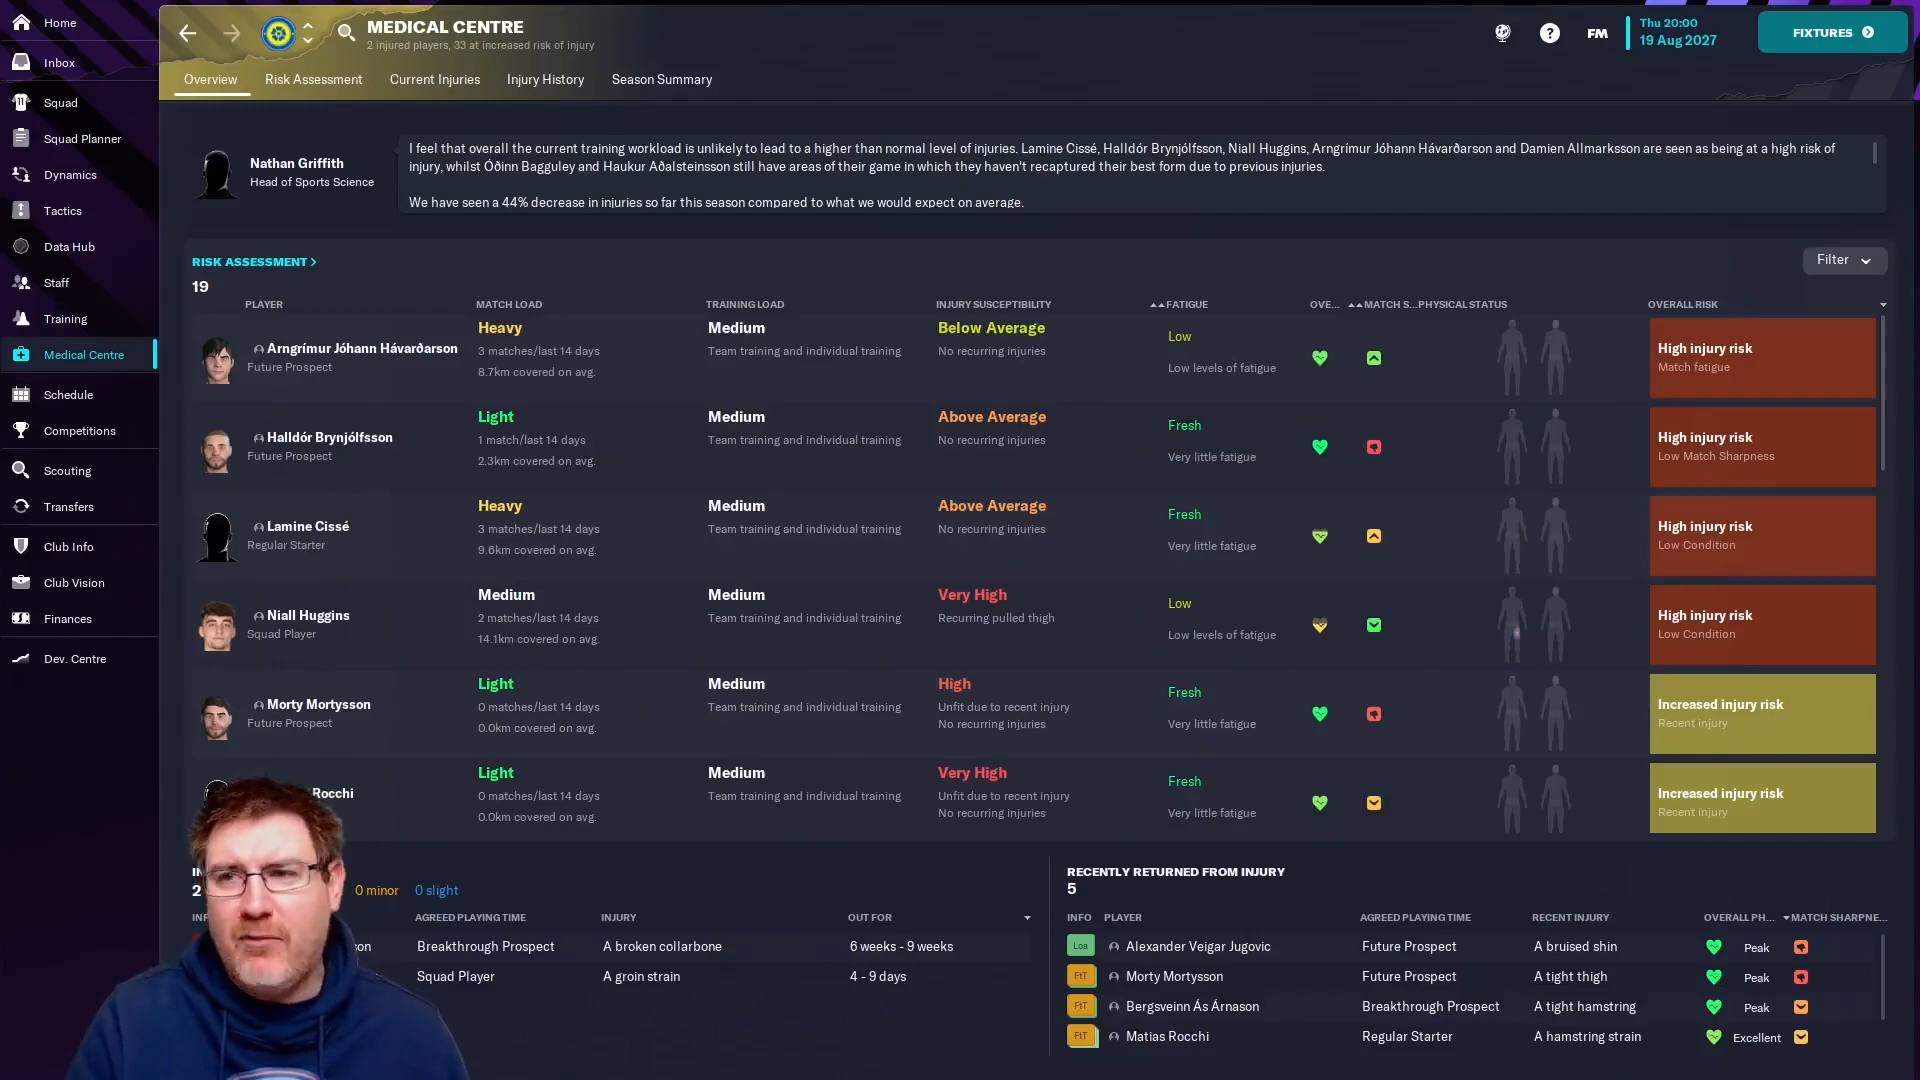 Home
Inbox
Squad
Squad Planner
Dynamics
Tactics
Data Hub
Staff
Training
Medical Centre
Schedule
Competitions
Scouting
Transfers
Club Info
Club Vision
Finances
Dev. Centre
MEDICAL CENTRE
2 injured players, 33 at increased risk of injury
FM
Thu 20:00
19 Aug 2027
FIXTURES
Overview Risk Assessment Current Injuries Injury History Season Summary
Nathan Griffith
Head of Sports Science
I feel that overall the current training workload is unlikely to lead to a higher than normal level of injuries. Lamine Cissé, Halldór Brynjólfsson, Niall Huggins, Arngrímur Jóhann Hávarðarson and Damien Allmarksson are seen as being at a high risk of
injury, whilst Óðinn Bagguley and Haukur Aðalsteinsson still have areas of their game in which they haven't recaptured their best form due to previous injuries.
We have seen a 44% decrease in injuries so far this season compared to what we would expect on average.
RISK ASSESSMENT >
19
Filter
PLAYER MATCH LOAD TRAINING LOAD INJURY SUSCEPTIBILITY FATIGUE OVE... MATCH S... PHYSICAL STATUS OVERALL RISK
Arngrímur Jóhann Hávarðarson
Future Prospect
Heavy
3 matches/last 14 days
8.7km covered on avg.
Medium
Team training and individual training
Below Average
No recurring injuries
Low
Low levels of fatigue
High injury risk
Match fatigue
Halldór Brynjólfsson
Future Prospect
Light
1 match/last 14 days
2.3km covered on avg.
Medium
Team training and individual training
Above Average
No recurring injuries
Fresh
Very little fatigue
High injury risk
Low Match Sharpness
Lamine Cissé
Regular Starter
Heavy
3 matches/last 14 days
9.6km covered on avg.
Medium
Team training and individual training
Above Average
No recurring injuries
Fresh
Very little fatigue
High injury risk
Low Condition
Niall Huggins
Squad Player
Medium
2 matches/last 14 days
14.1km covered on avg.
Medium
Team training and individual training
Very High
Recurring pulled thigh
Low
Low levels of fatigue
High injury risk
Low Condition
Morty Mortysson
Future Prospect
Light
0 matches/last 14 days
0.0km covered on avg.
Medium
Team training and individual training
High
Unfit due to recent injury
No recurring injuries
Fresh
Very little fatigue
Increased injury risk
Recent injury
Rocchi
Light
0 matches/last 14 days
0.0km covered on avg.
Medium
Team training and individual training
Very High
Unfit due to recent injury
No recurring injuries
Fresh
Very little fatigue
Increased injury risk
Recent injury
2
0 minor 0 slight
AGREED PLAYING TIME INJURY OUT FOR
son Breakthrough Prospect A broken collarbone 6 weeks - 9 weeks
Squad Player A groin strain 4 - 9 days
RECENTLY RETURNED FROM INJURY
5
INFO PLAYER AGREED PLAYING TIME RECENT INJURY OVERALL PH... MATCH SHARPNE...
Loa Alexander Veigar Jugovic Future Prospect A bruised shin Peak
FtT Morty Mortysson Future Prospect A tight thigh Peak
FtT Bergsveinn Ás Árnason Breakthrough Prospect A tight hamstring Peak
FtT Matias Rocchi Regular Starter A hamstring strain Excellent